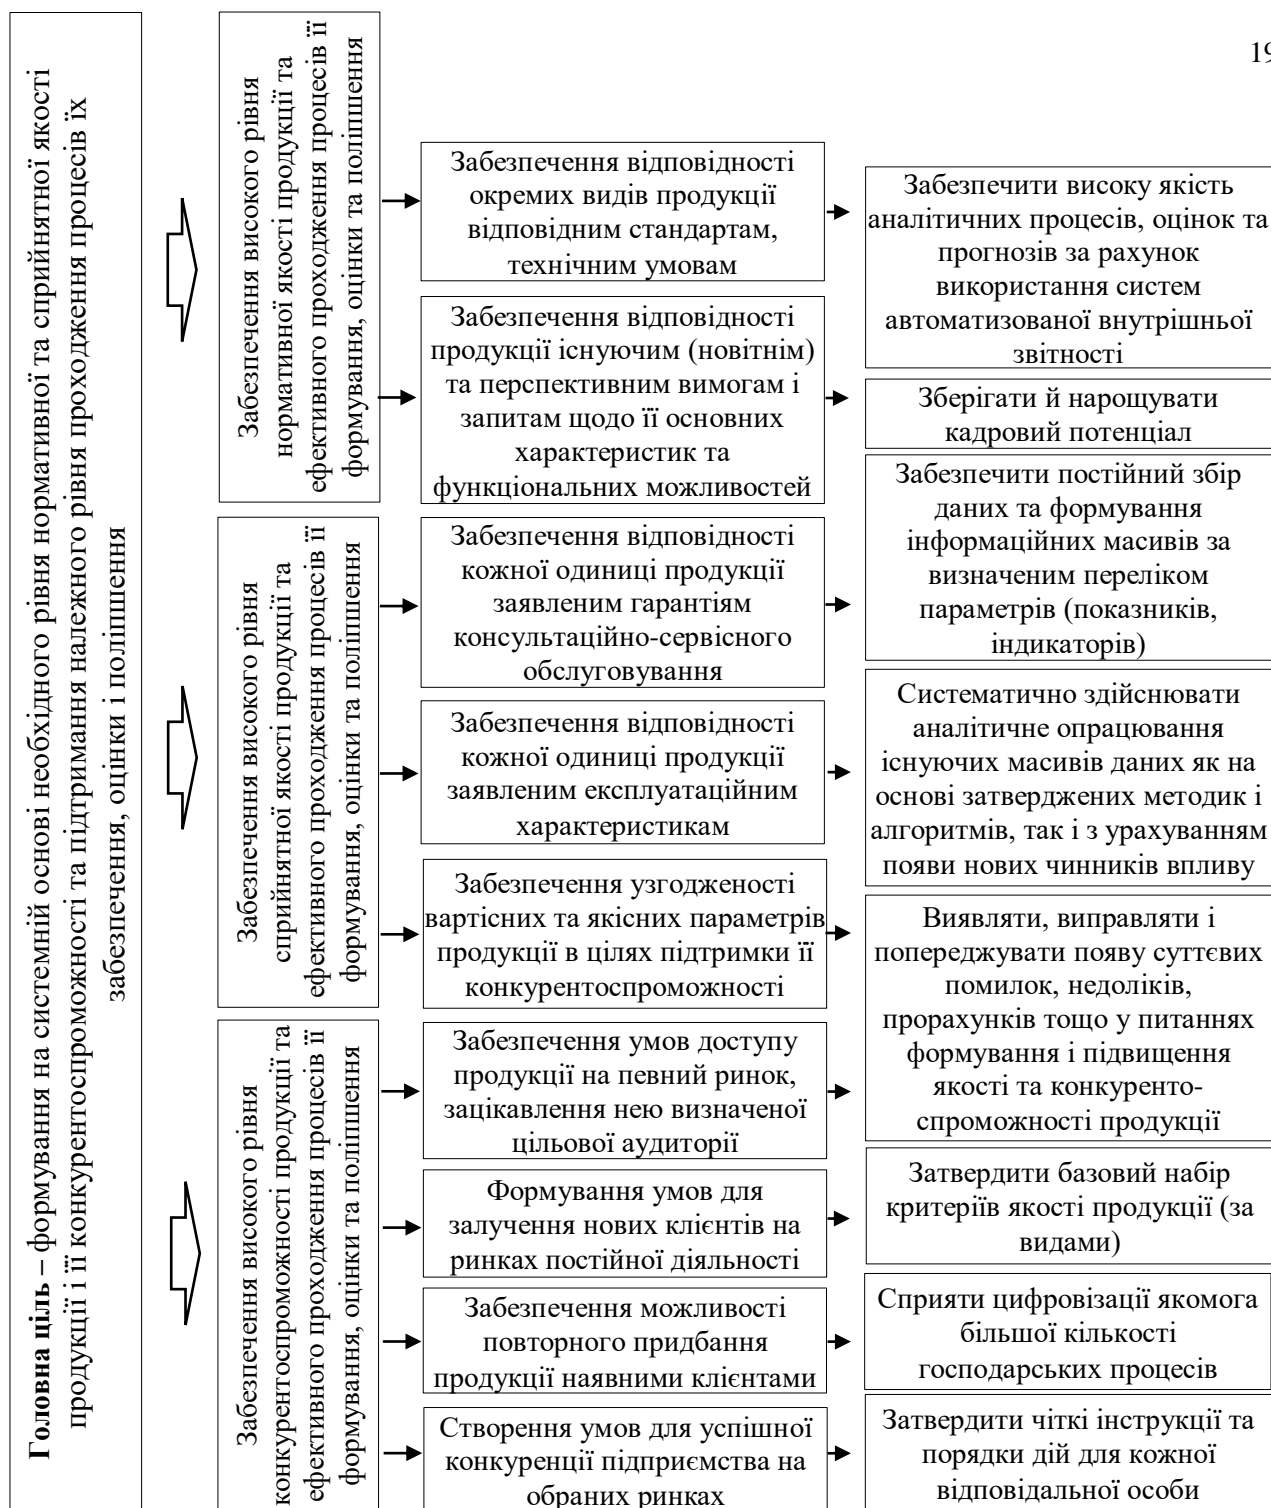 19
Головна ціль – формування на системній основі необхідного рівня нормативної та сприйнятної якості
продукції і її конкурентоспроможності та підтримання належного рівня проходження процесів їх
забезпечення, оцінки і поліпшення
Забезпечення високого рівня
нормативної якості продукції та
ефективного проходження процесів її
формування, оцінки та поліпшення
Забезпечення відповідності
окремих видів продукції
відповідним стандартам,
технічним умовам
Забезпечення відповідності
продукції існуючим (новітнім)
та перспективним вимогам і
запитам щодо її основних
характеристик та
функціональних можливостей
Забезпечення високого рівня
сприйнятної якості продукції та
ефективного проходження процесів її
формування, оцінки та поліпшення
Забезпечення відповідності
кожної одиниці продукції
заявленим гарантіям
консультаційно-сервісного
обслуговування
Забезпечення відповідності
кожної одиниці продукції
заявленим експлуатаційним
характеристикам
Забезпечення узгодженості
вартісних та якісних параметрів
продукції в цілях підтримки її
конкурентоспроможності
Забезпечення високого рівня
конкурентоспроможності продукції та
ефективного проходження процесів її
формування, оцінки та поліпшення
Забезпечення умов доступу
продукції на певний ринок,
зацікавлення нею визначеної
цільової аудиторії
Формування умов для
залучення нових клієнтів на
ринках постійної діяльності
Забезпечення можливості
повторного придбання
продукції наявними клієнтами
Створення умов для успішної
конкуренції підприємства на
обраних ринках
Забезпечити високу якість
аналітичних процесів, оцінок та
прогнозів за рахунок
використання систем
автоматизованої внутрішньої
звітності
Зберігати й нарощувати
кадровий потенціал
Забезпечити постійний збір
даних та формування
інформаційних масивів за
визначеним переліком
параметрів (показників,
індикаторів)
Систематично здійснювати
аналітичне опрацювання
існуючих масивів даних як на
основі затверджених методик і
алгоритмів, так і з урахуванням
появи нових чинників впливу
Виявляти, виправляти і
попереджувати появу суттєвих
помилок, недоліків,
прорахунків тощо у питаннях
формування і підвищення
якості та конкуренто-
спроможності продукції
Затвердити базовий набір
критеріїв якості продукції (за
видами)
Сприяти цифровізації якомога
більшої кількості
господарських процесів
Затвердити чіткі інструкції та
порядки дій для кожної
відповідальної особи